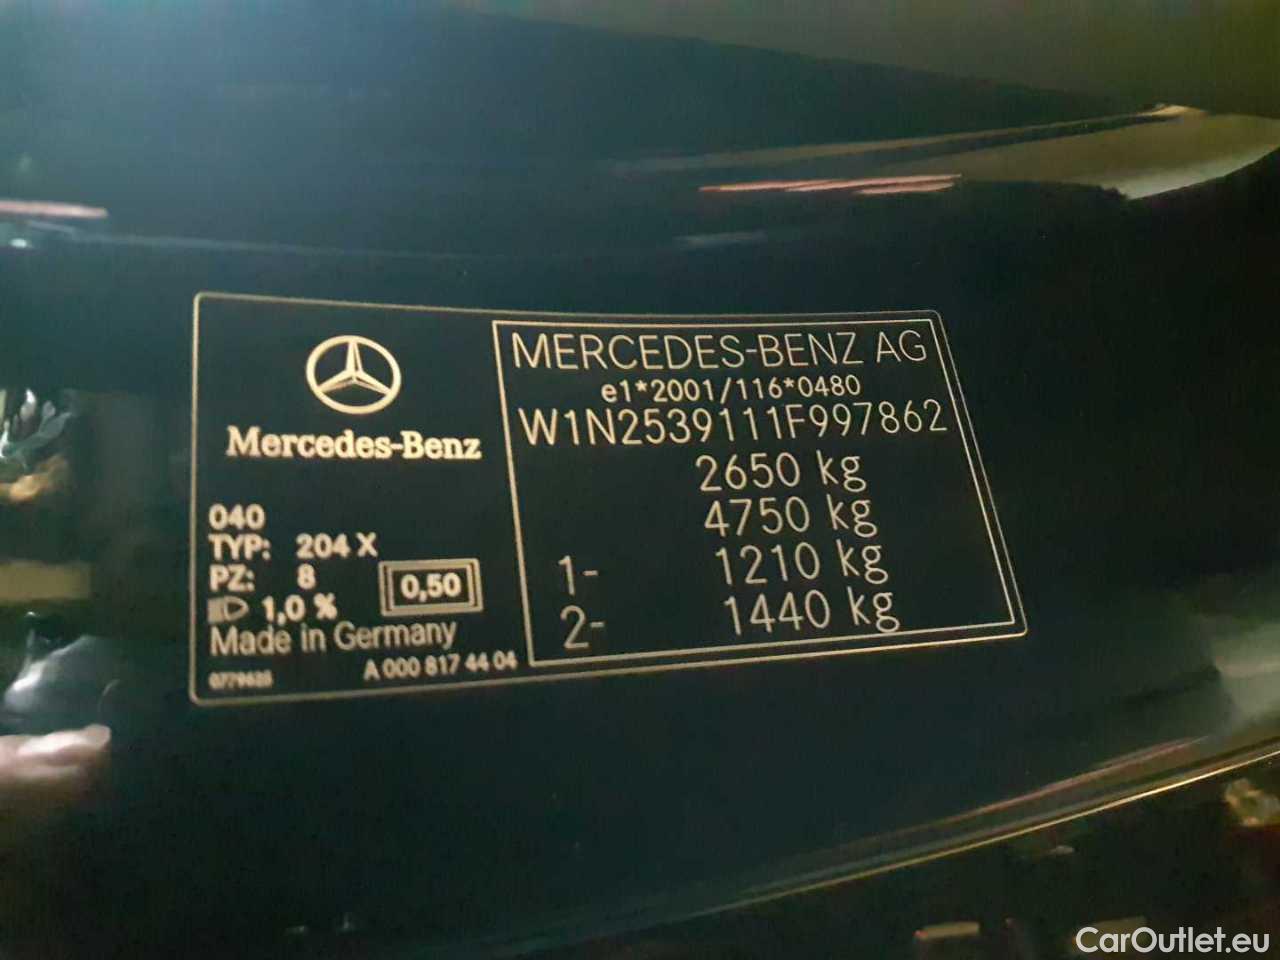 Mercedes-Benz
040
TYP: 204 X
PZ: 8
1,0 %
0,50
Made in Germany
A 000 817 44 04
MERCEDES-BENZ AG
e1*2001/116*0480
W1N2539111F997862
2650 kg
4750 kg
1- 1210 kg
2- 1440 kg
CarOutlet.eu